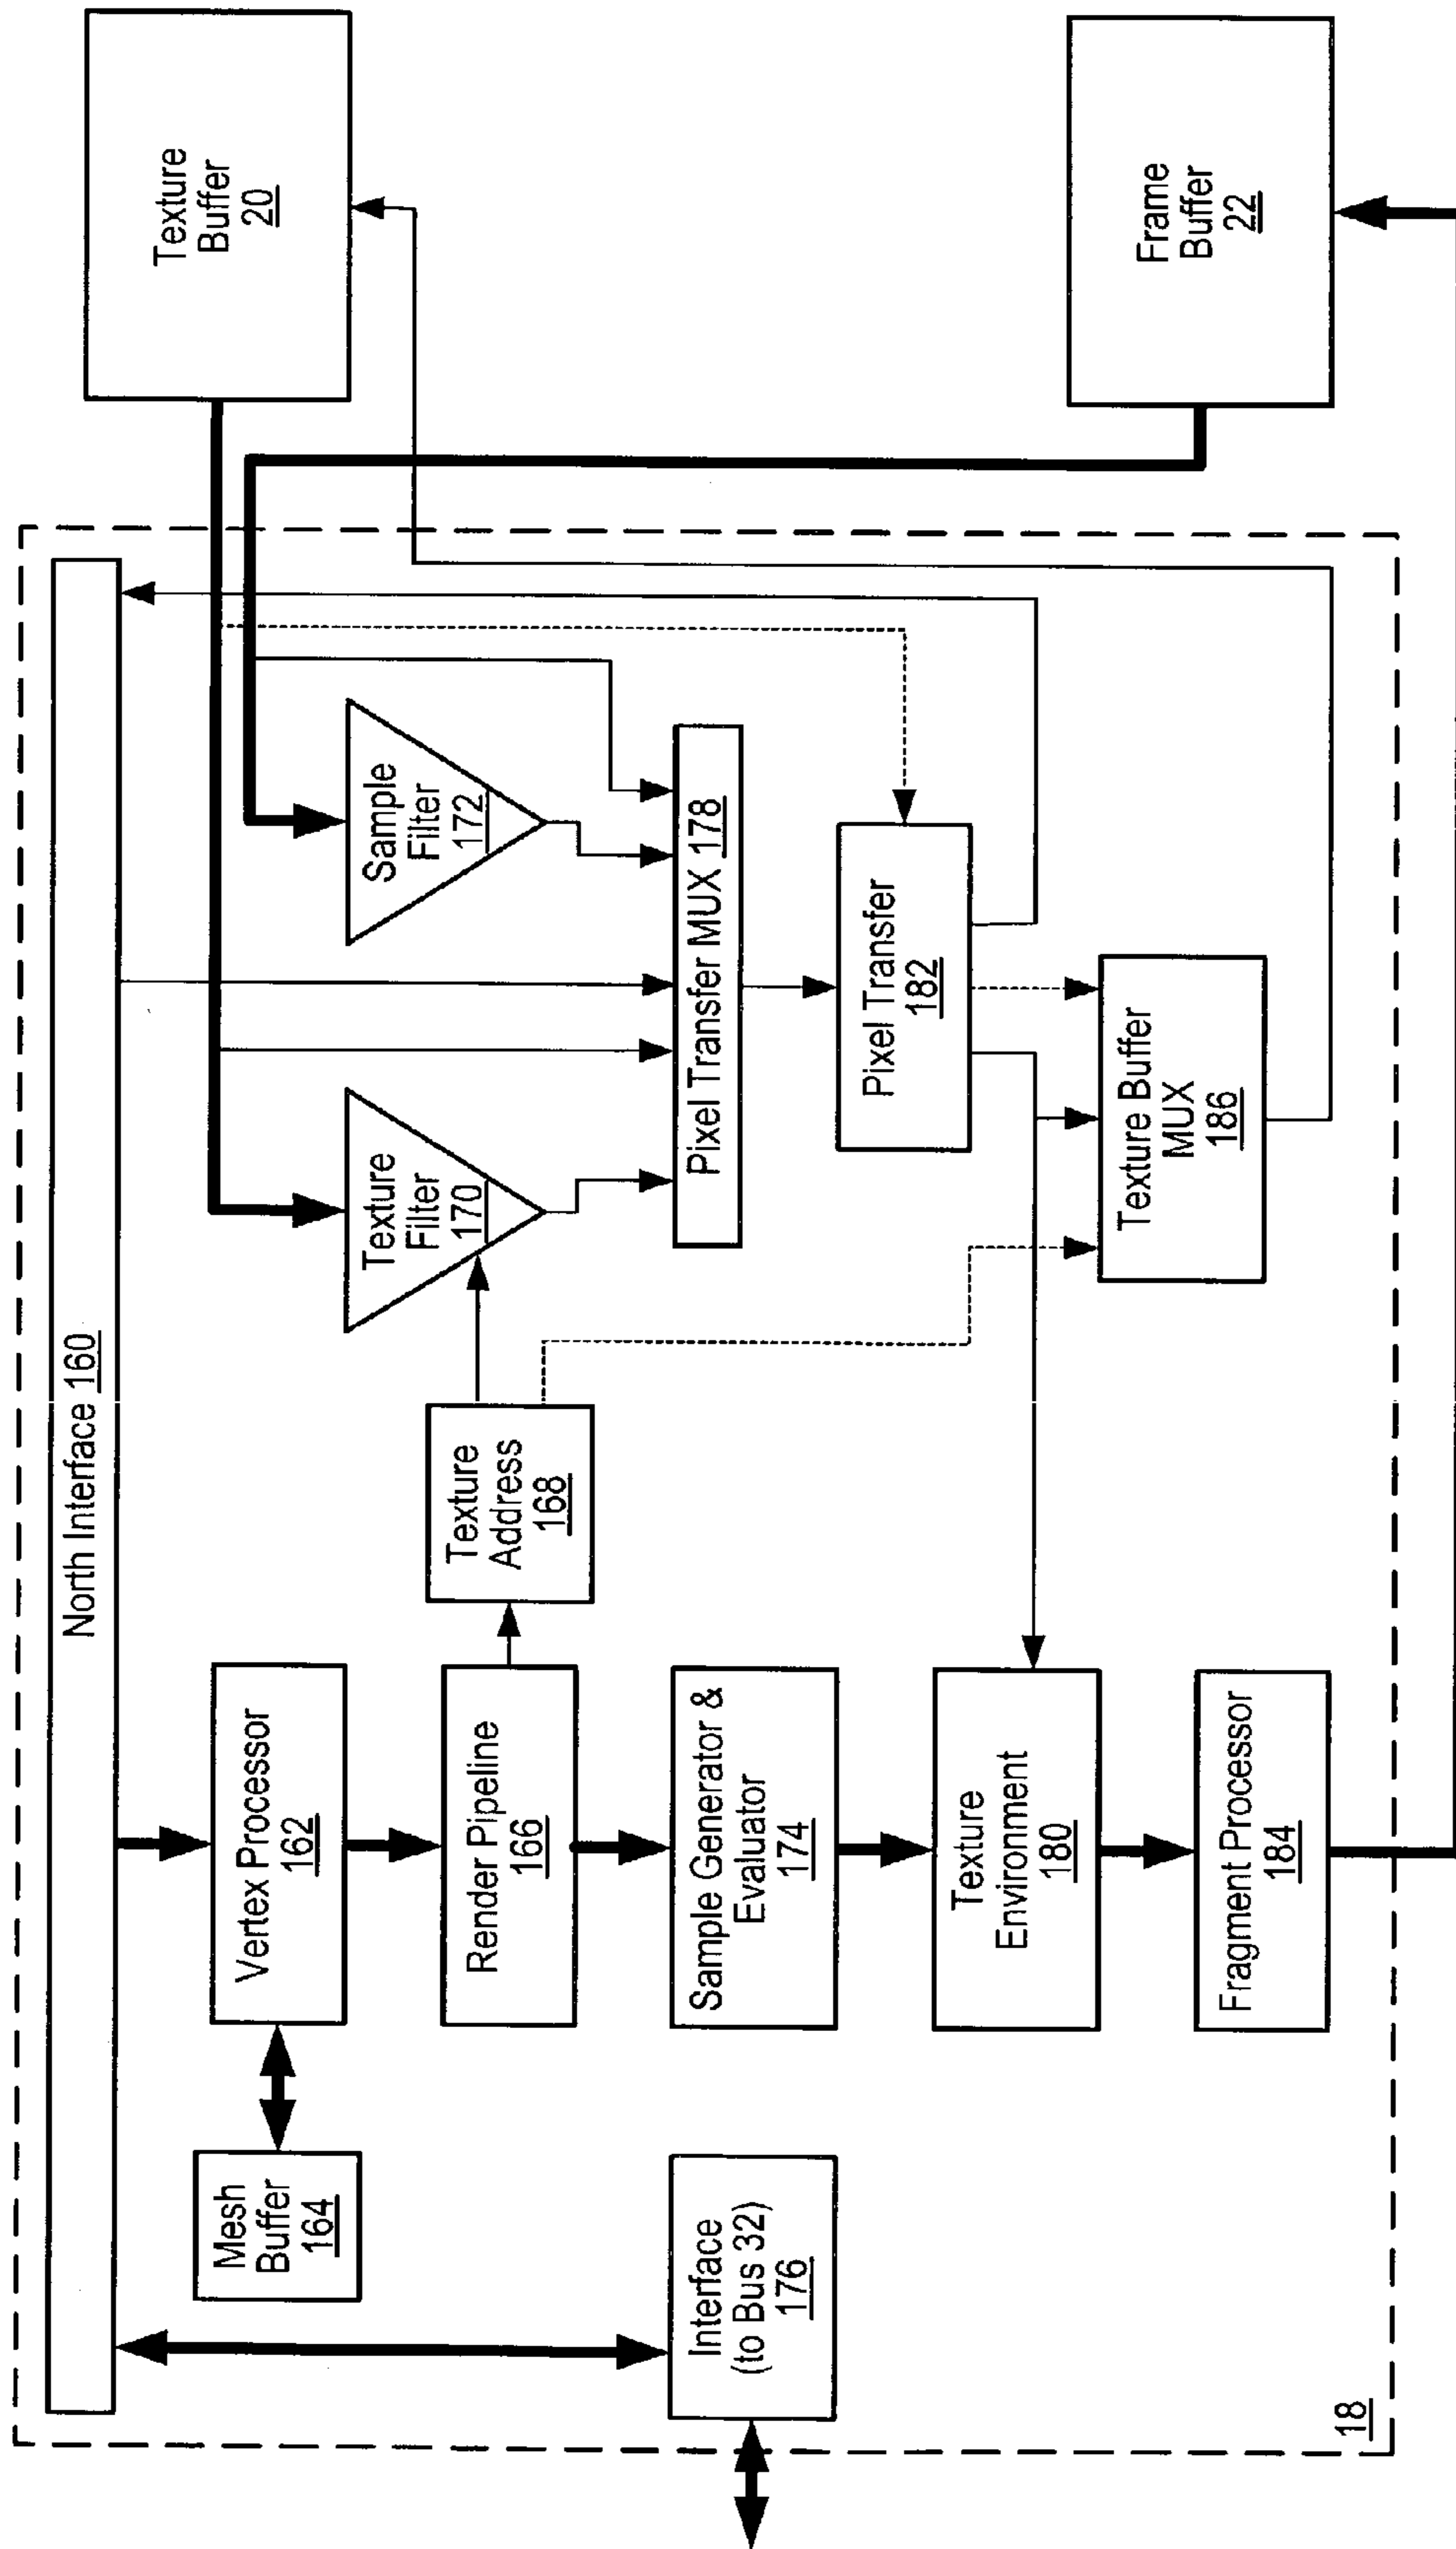 North Interface 160
Mesh
Buffer
164
Vertex Processor
162
Render Pipeline
166
Texture
Address
168
Texture
Filter
170
Sample
Filter
172
Texture
Buffer
20
Interface
(to Bus 32)
176
Sample Generator &
Evaluator
174
Pixel Transfer MUX 178
Texture
Environment
180
Pixel Transfer
182
Fragment Processor
184
Texture Buffer
MUX
186
Frame
Buffer
22
18